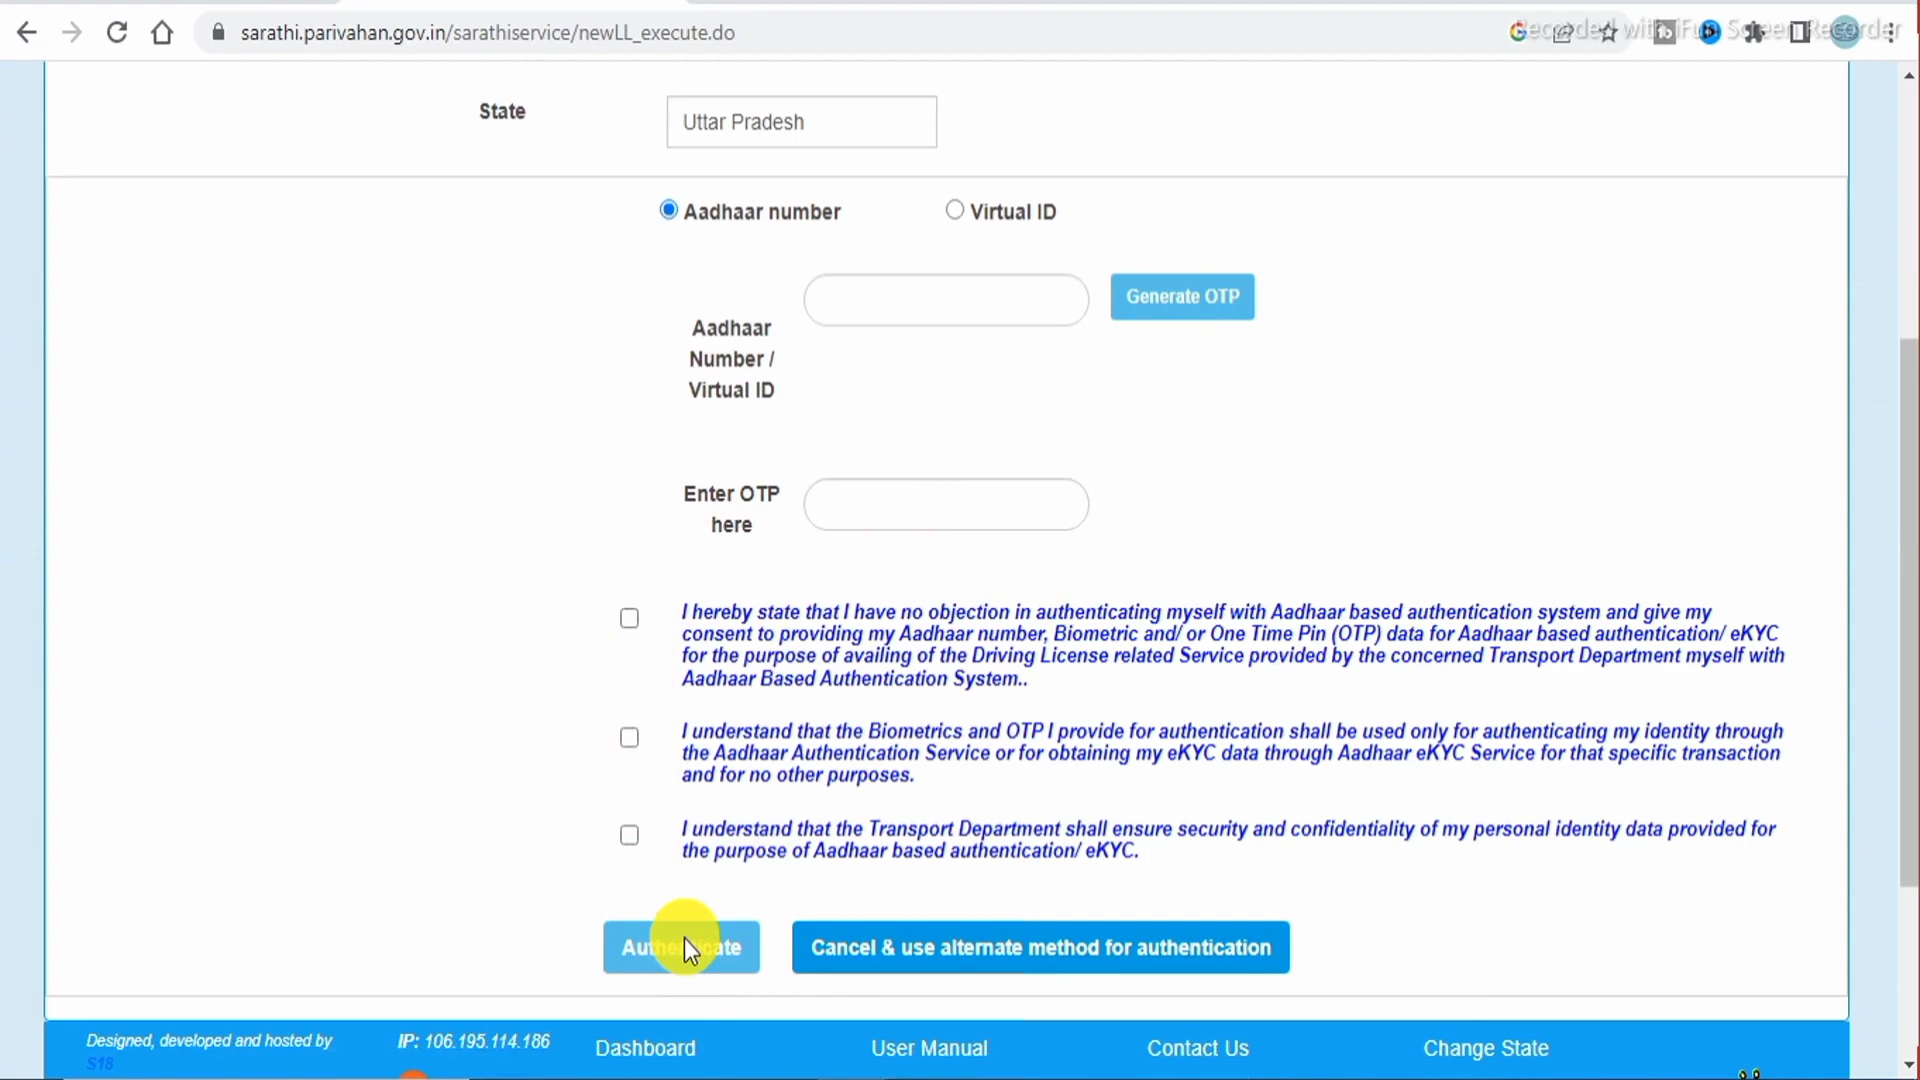 sarathi.parivahan.gov.in/sarathiservice/newLL_execute.do
Recorded with iFun Screen Recorder
State
Uttar Pradesh
Aadhaar number
Virtual ID
Generate OTP
Aadhaar
Number /
Virtual ID
Enter OTP
here
I hereby state that I have no objection in authenticating myself with Aadhaar based authentication system and give my
consent to providing my Aadhaar number, Biometric and/ or One Time Pin (OTP) data for Aadhaar based authentication/ eKYC
for the purpose of availing of the Driving License related Service provided by the concerned Transport Department myself with
Aadhaar Based Authentication System..
I understand that the Biometrics and OTP I provide for authentication shall be used only for authenticating my identity through
the Aadhaar Authentication Service or for obtaining my eKYC data through Aadhaar eKYC Service for that specific transaction
and for no other purposes.
I understand that the Transport Department shall ensure security and confidentiality of my personal identity data provided for
the purpose of Aadhaar based authentication/ eKYC.
Authenticate
Cancel & use alternate method for authentication
Designed, developed and hosted by
S18
IP: 106.195.114.186
Dashboard
User Manual
Contact Us
Change State